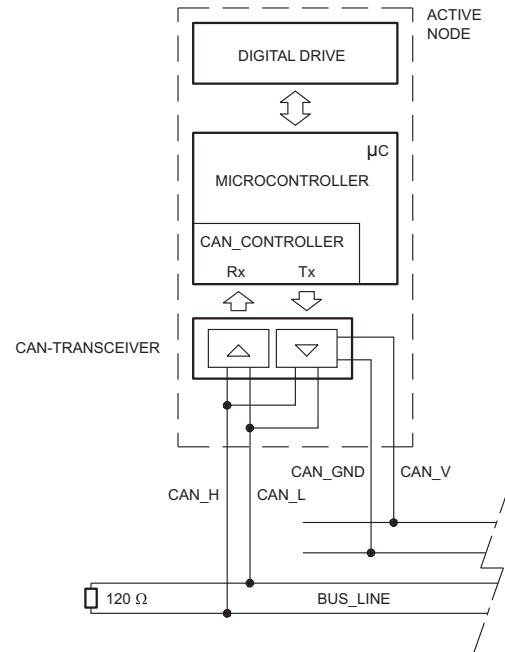 ACTIVE
NODE
DIGITAL DRIVE
µC
MICROCONTROLLER
CAN_CONTROLLER
Rx Tx
CAN-TRANSCEIVER
CAN_GND CAN_V
CAN_H CAN_L
120 Ω BUS_LINE